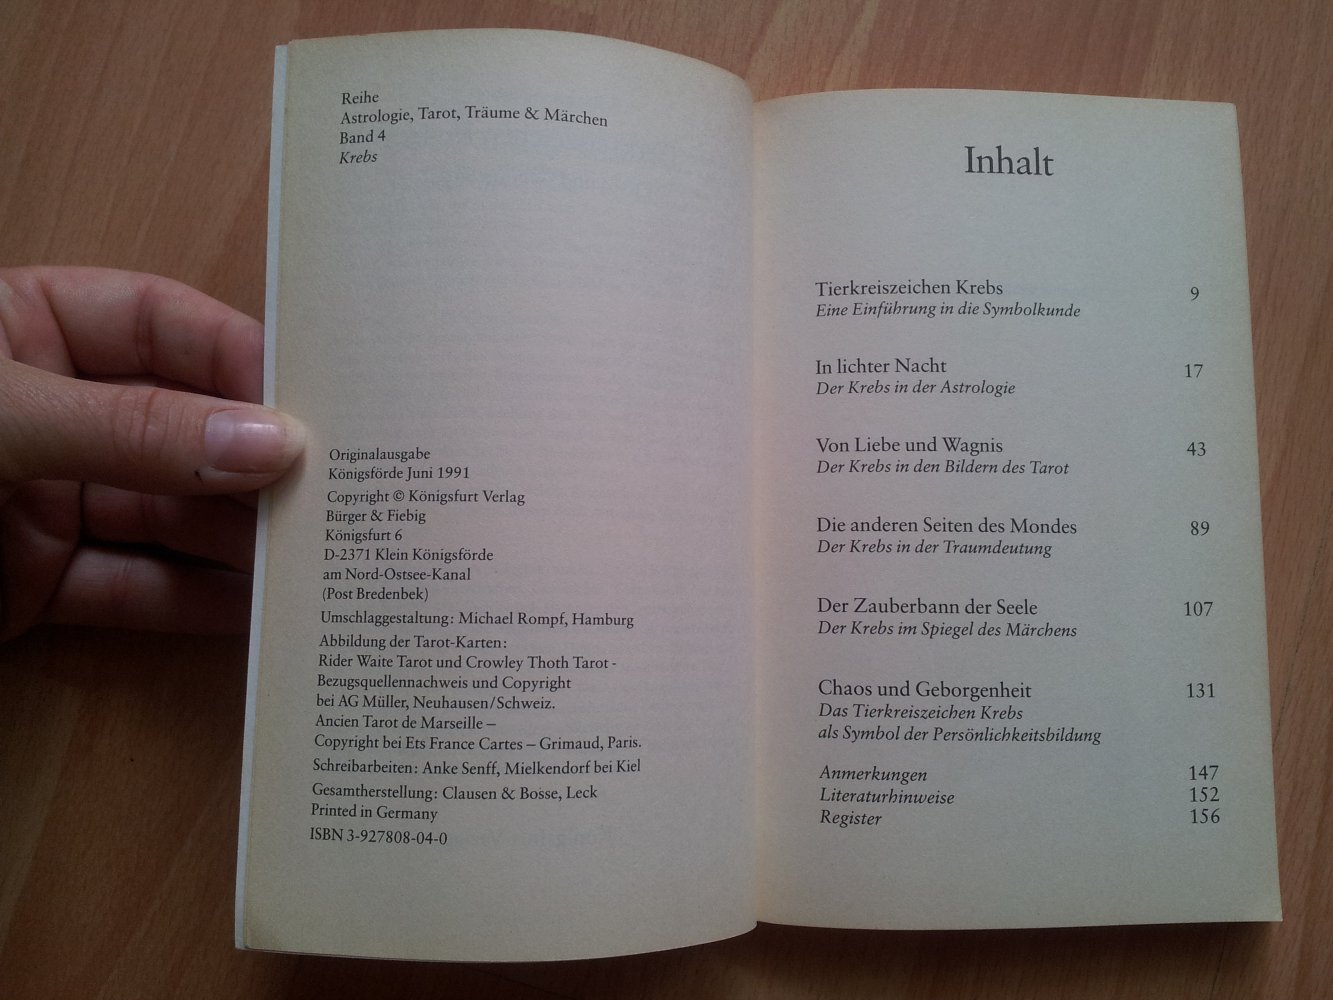 Reihe
Astrologie, Tarot, Träume & Märchen
Band 4
Krebs
Originalausgabe
Königsförde Juni 1991
Copyright © Königsfurt Verlag
Bürger & Fiebig
Königsfurt 6
D-2371 Klein Königsförde
am Nord-Ostsee-Kanal
(Post Bredenbek)
Umschlaggestaltung: Michael Rompf, Hamburg
Abbildung der Tarot-Karten:
Rider Waite Tarot und Crowley Thoth Tarot -
Bezugsquellennachweis und Copyright
bei AG Müller, Neuhausen/Schweiz.
Ancien Tarot de Marseille –
Copyright bei Ets France Cartes – Grimaud, Paris.
Schreibarbeiten: Anke Senff, Mielkendorf bei Kiel
Gesamtherstellung: Clausen & Bosse, Leck
Printed in Germany
ISBN 3-927808-04-0
Inhalt
Tierkreiszeichen Krebs 9
Eine Einführung in die Symbolkunde
In lichter Nacht 17
Der Krebs in der Astrologie
Von Liebe und Wagnis 43
Der Krebs in den Bildern des Tarot
Die anderen Seiten des Mondes 89
Der Krebs in der Traumdeutung
Der Zauberbann der Seele 107
Der Krebs im Spiegel des Märchens
Chaos und Geborgenheit 131
Das Tierkreiszeichen Krebs
als Symbol der Persönlichkeitsbildung
Anmerkungen 147
Literaturhinweise 152
Register 156